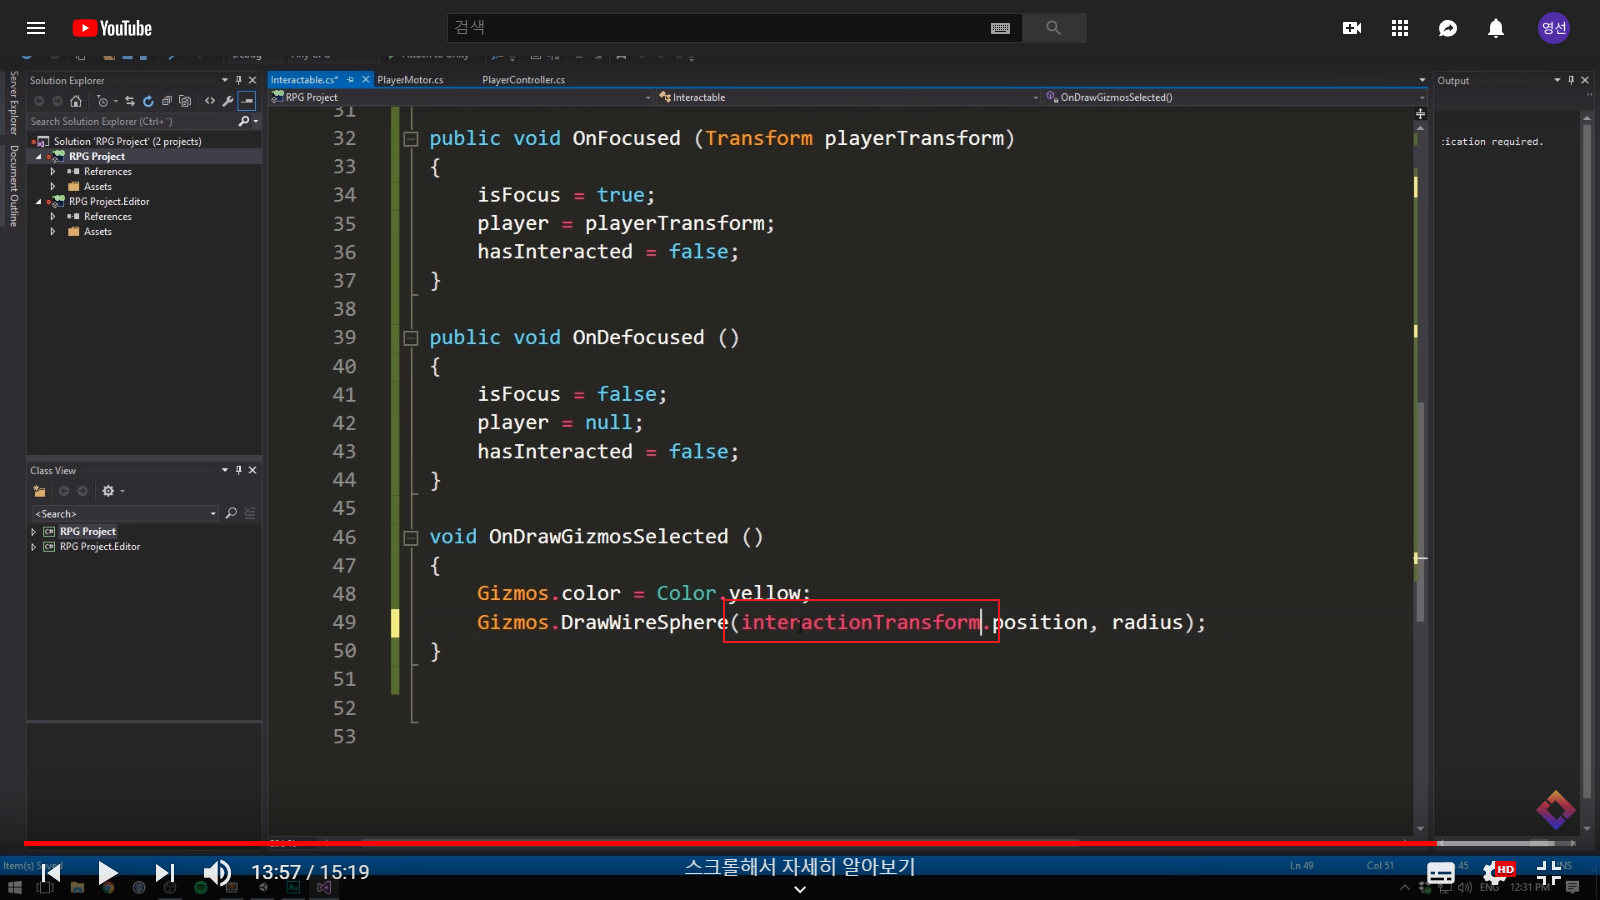 YouTube
검색
영선
Server Explorer
Document Outline
Solution Explorer
Search Solution Explorer (Ctrl+¨)
Solution 'RPG Project' (2 projects)
RPG Project
References
Assets
RPG Project.Editor
References
Assets
Class View
<Search>
RPG Project
RPG Project.Editor
Interactable.cs* PlayerMotor.cs PlayerController.cs
RPG Project Interactable OnDrawGizmosSelected()
31
32 public void OnFocused (Transform playerTransform)
33 {
34 isFocus = true;
35 player = playerTransform;
36 hasInteracted = false;
37 }
38
39 public void OnDefocused ()
40 {
41 isFocus = false;
42 player = null;
43 hasInteracted = false;
44 }
45
46 void OnDrawGizmosSelected ()
47 {
48 Gizmos.color = Color.yellow;
49 Gizmos.DrawWireSphere(interactionTransform.position, radius);
50 }
51
52
53
Output
ication required.
Item(s) Saved
13:57 / 15:19
스크롤해서 자세히 알아보기
Ln 49 Col 51
HD
ENG 12:31 PM